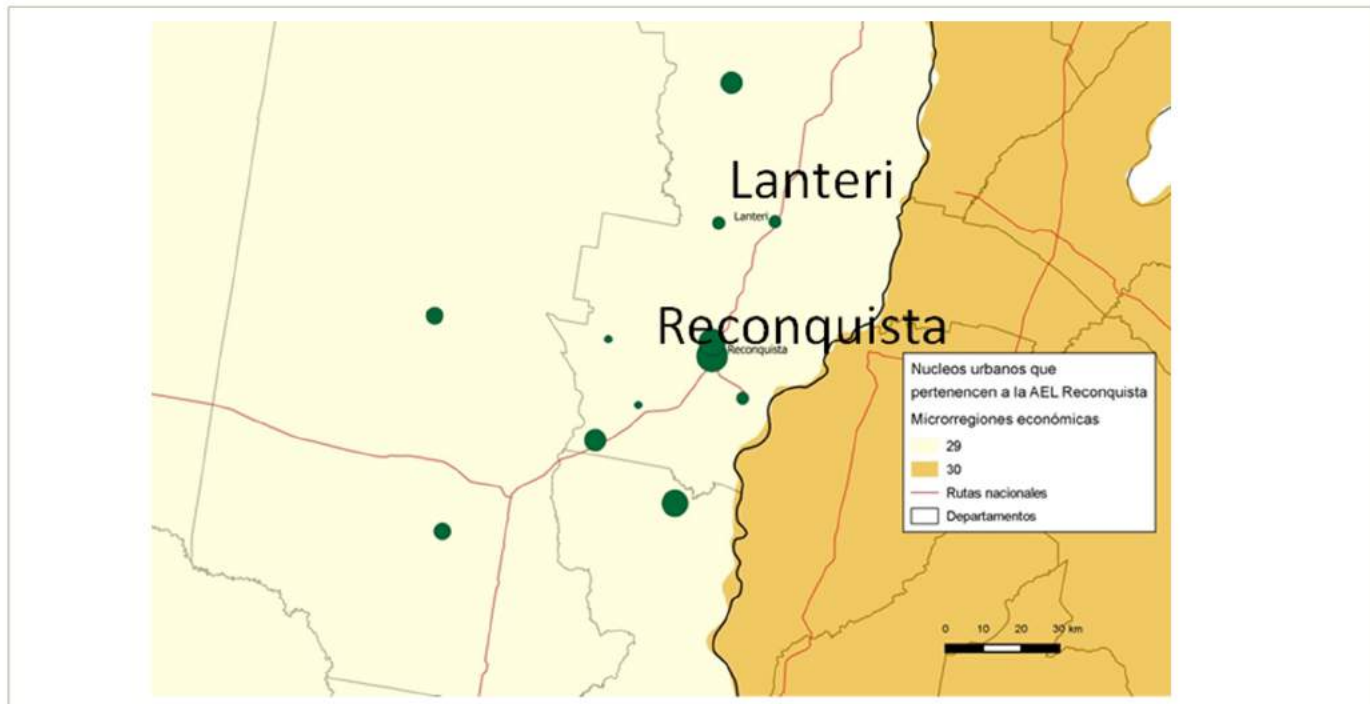 Lanteri
Lanteri
Reconquista
Reconquista
Nucleos urbanos que
pertenencen a la AEL Reconquista
Microrregiones económicas
29
30
Rutas nacionales
Departamentos
0 10 20 30 km